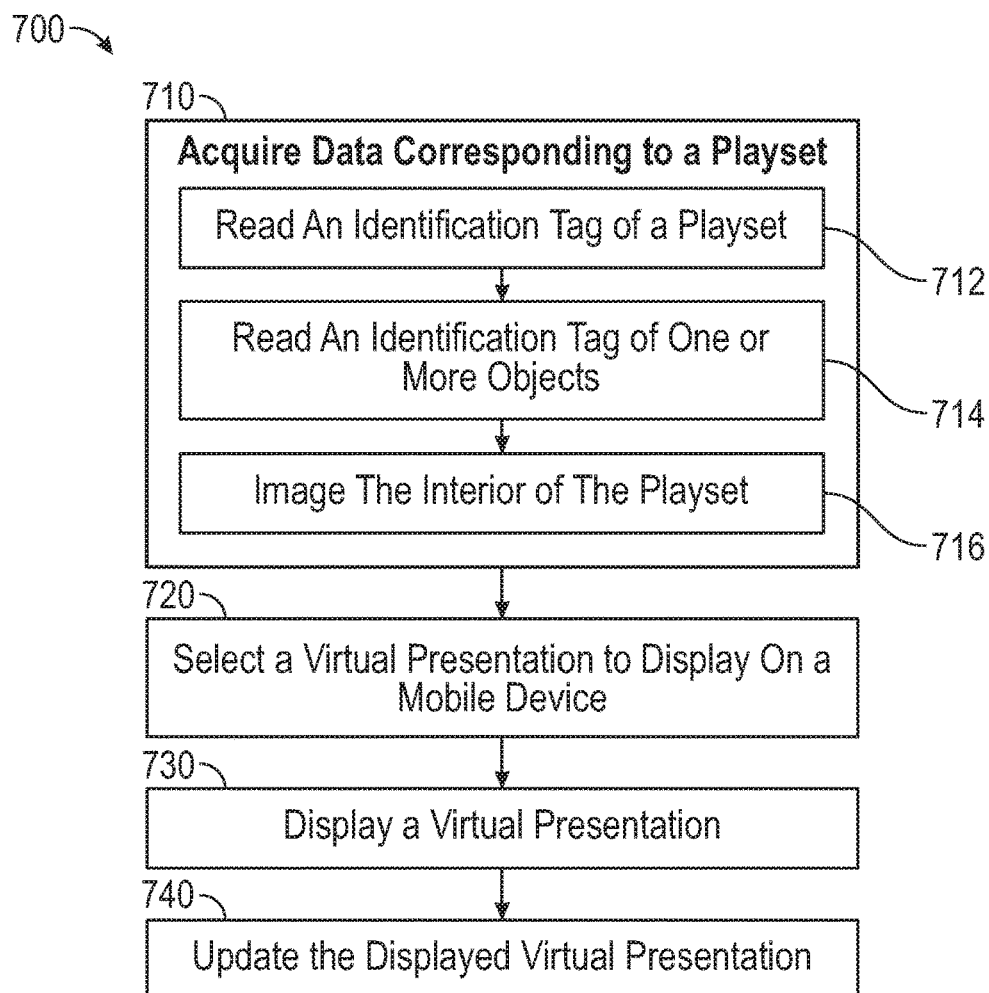 700
710
Acquire Data Corresponding to a Playset
Read An Identification Tag of a Playset
712
Read An Identification Tag of One or
More Objects
714
Image The Interior of The Playset
716
720
Select a Virtual Presentation to Display On a
Mobile Device
730
Display a Virtual Presentation
740
Update the Displayed Virtual Presentation